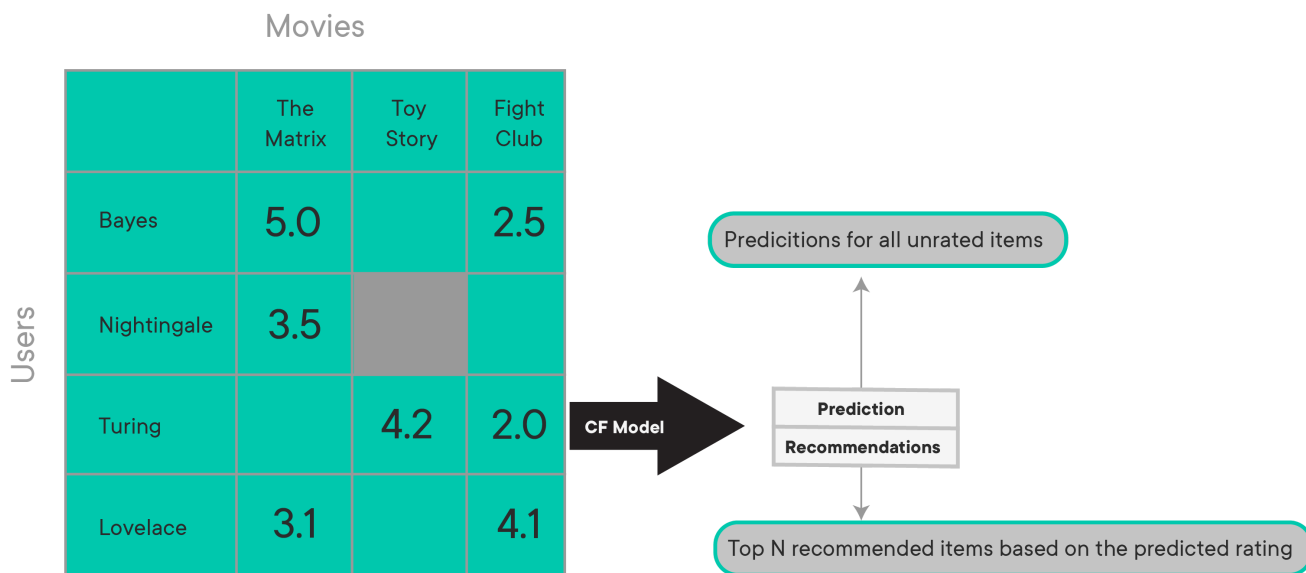 Movies
The
Matrix
Toy
Story
Fight
Club
Users
Bayes
5.0
2.5
Nightingale
3.5
Turing
4.2
2.0
Lovelace
3.1
4.1
CF Model
Predicitions for all unrated items
Prediction
Recommendations
Top N recommended items based on the predicted rating